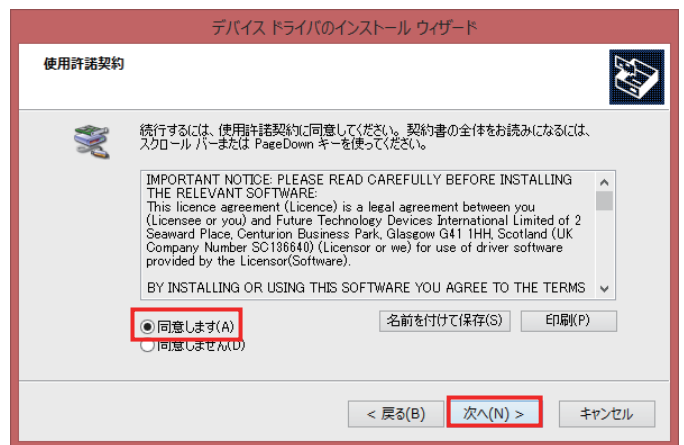 デバイス ドライバのインストール ウィザード
使用許諾契約
続行するには、使用許諾契約に同意してください。契約書の全体をお読みになるには、
スクロール バーまたは PageDown キーを使ってください。
IMPORTANT NOTICE: PLEASE READ CAREFULLY BEFORE INSTALLING
THE RELEVANT SOFTWARE:
This licence agreement (Licence) is a legal agreement between you
(Licensee or you) and Future Technology Devices International Limited of 2
Seaward Place, Centurion Business Park, Glasgow G41 1HH, Scotland (UK
Company Number SC136640) (Licensor or we) for use of driver software
provided by the Licensor(Software).
BY INSTALLING OR USING THIS SOFTWARE YOU AGREE TO THE TERMS
同意します(A)
名前を付けて保存(S)
印刷(P)
同意しません(D)
< 戻る(B)
次へ(N) >
キャンセル